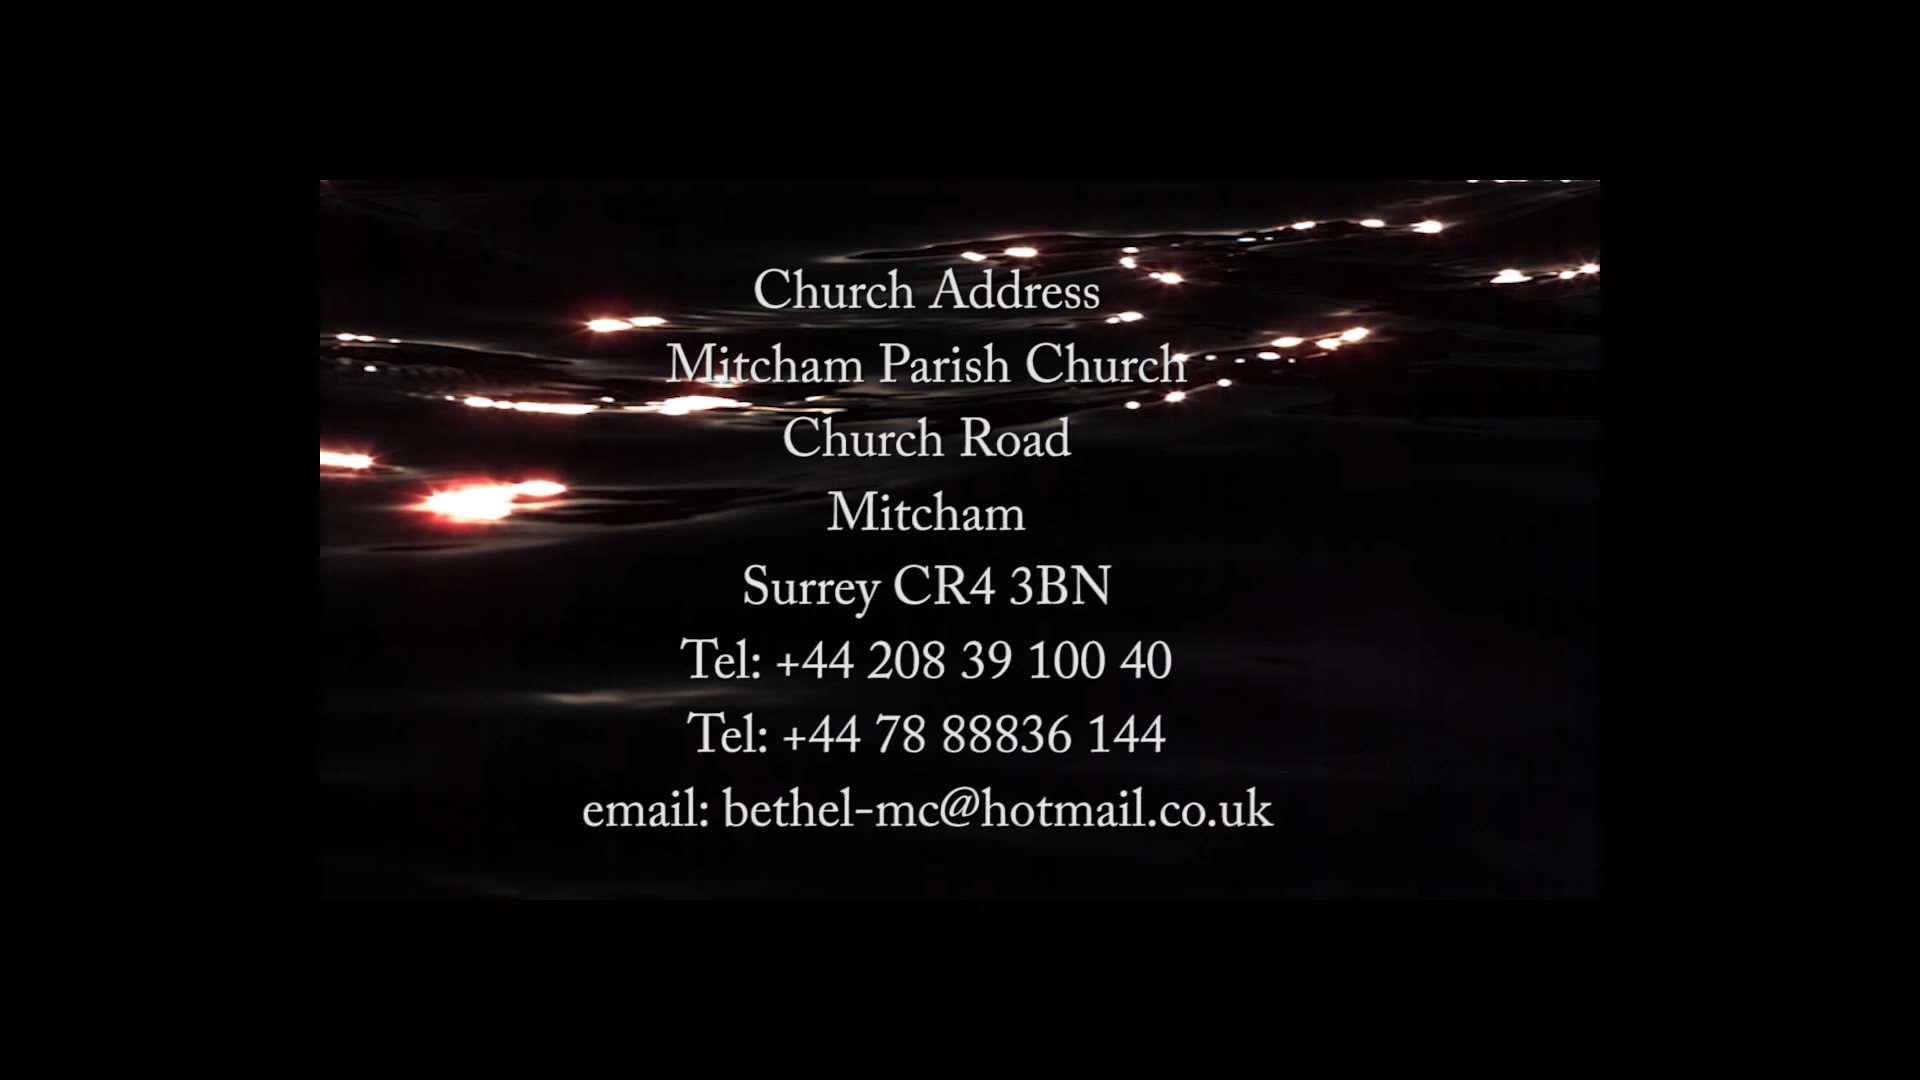 Church Address
Mitcham Parish Church
Church Road
Mitcham
Surrey CR4 3BN
Tel: +44 208 39 100 40
Tel: +44 78 88836 144
email: bethel-mc@hotmail.co.uk